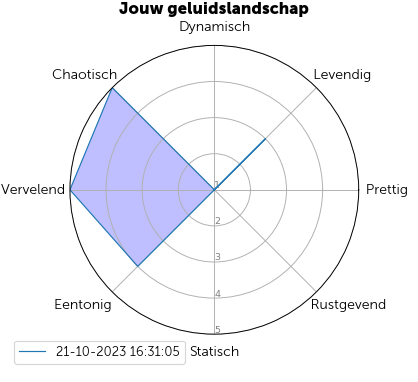 Jouw geluidslandschap
Dynamisch
Chaotisch
Levendig
Vervelend
1
Prettig
2
3
Eentonig
4
Rustgevend
5
21-10-2023 16:31:05
Statisch